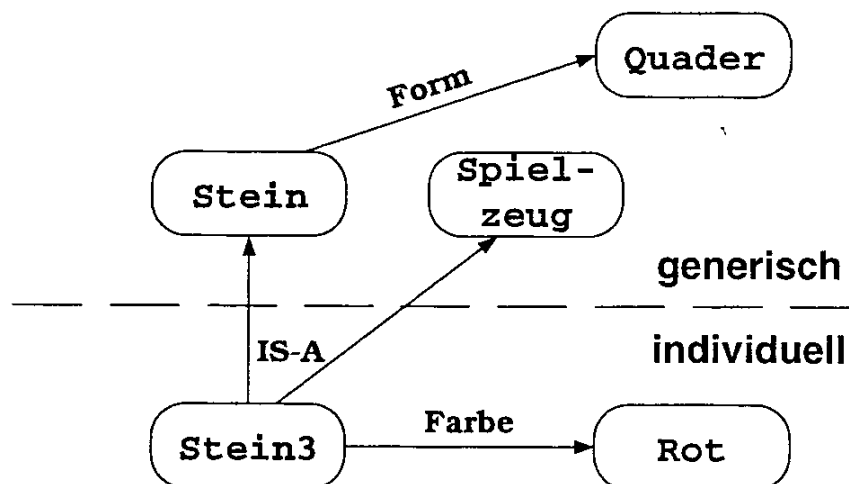 Quader
Form
Stein
Spiel-
zeug
generisch
IS-A
individuell
Stein3
Farbe
Rot